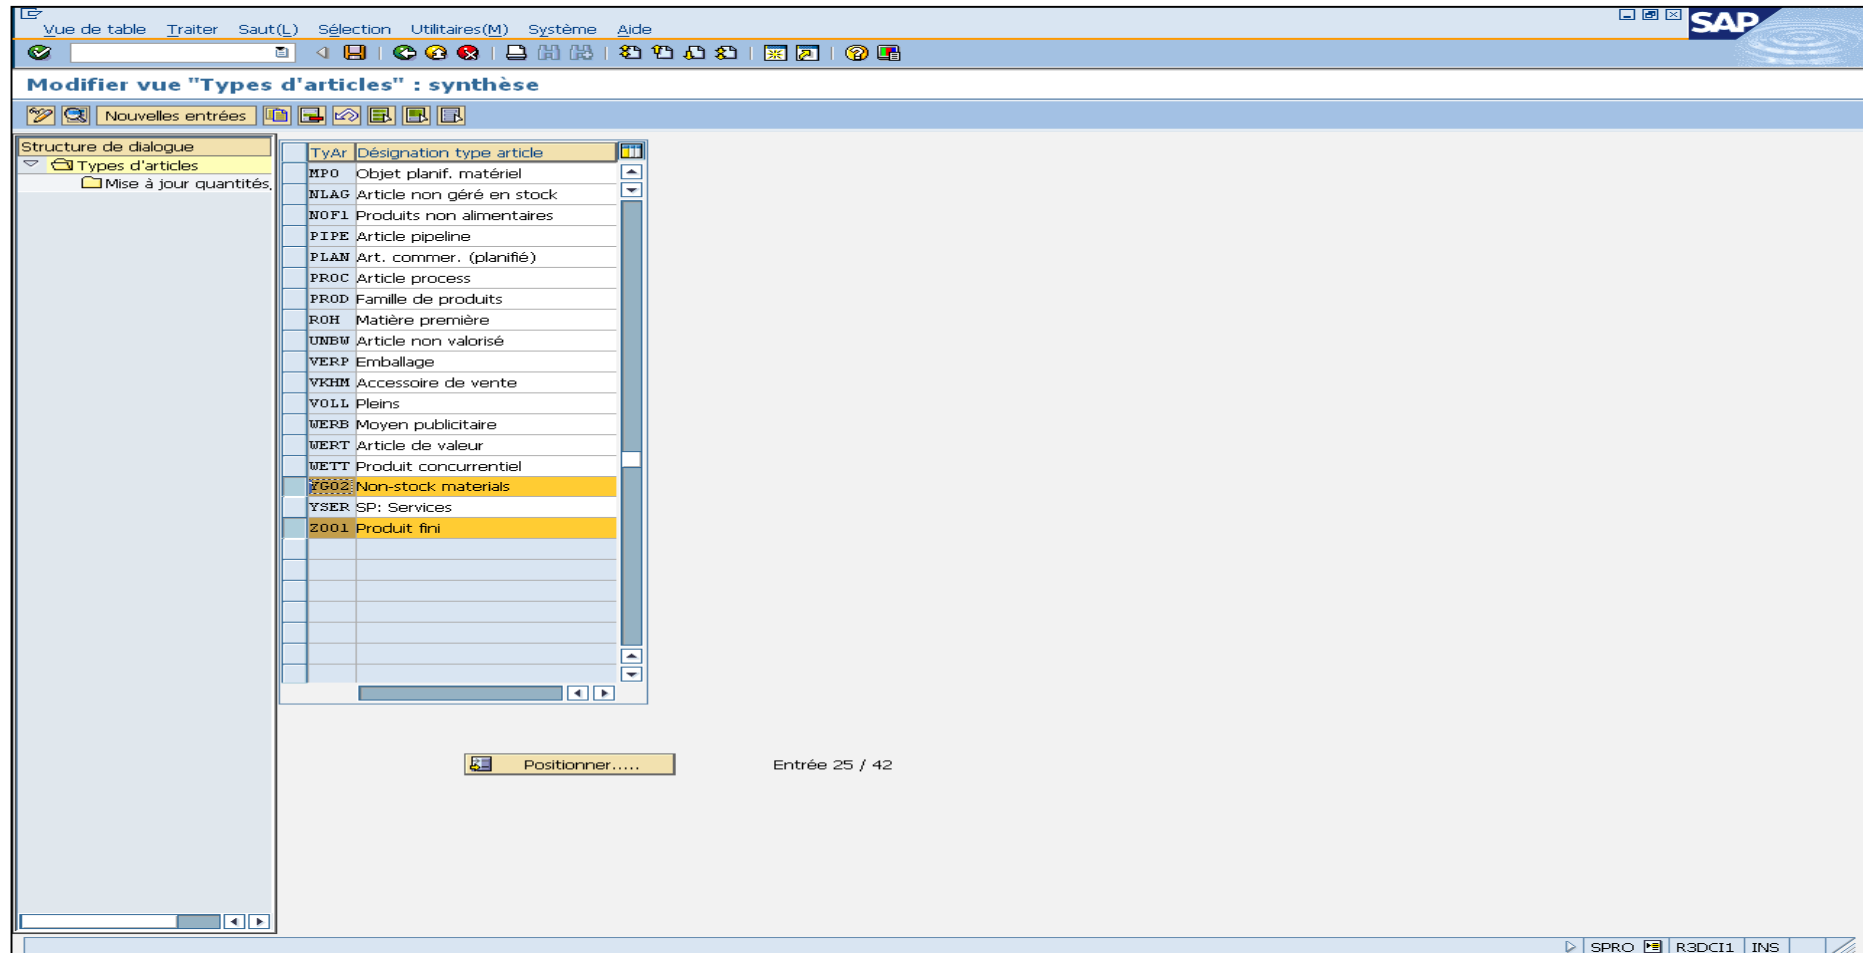 Vue de table Traiter Saut(L) Sélection Utilitaires(M) Système Aide
SAP
Modifier vue "Types d'articles" : synthèse
Nouvelles entrées
Structure de dialogue
Types d'articles
Mise à jour quantités,
TyAr Désignation type article
MPO Objet planif. matériel
NLAG Article non géré en stock
NOF1 Produits non alimentaires
PIPE Article pipeline
PLAN Art. commer. (planifié)
PROC Article process
PROD Famille de produits
ROH Matière première
UNBW Article non valorisé
VERP Emballage
VKHM Accessoire de vente
VOLL Pleins
WERB Moyen publicitaire
WERT Article de valeur
WETT Produit concurrentiel
YG02 Non-stock materials
YSER SP: Services
Z001 Produit fini
Positionner..... Entrée 25 / 42
SPRO R3DCI1 INS